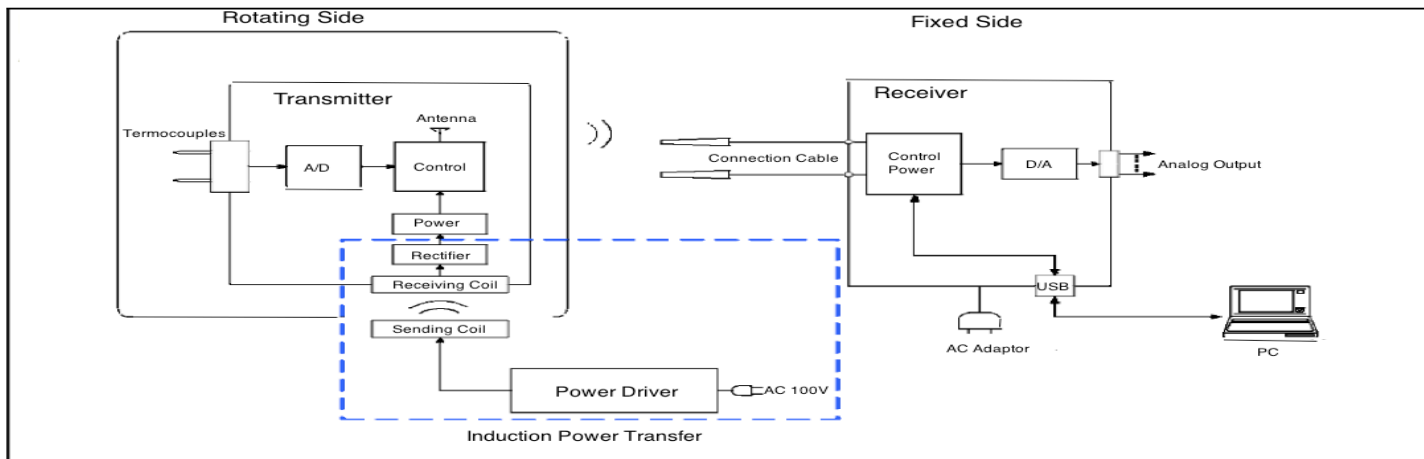 Rotating Side
Fixed Side
Transmitter
Receiver
Antenna
Termocouples
A/D
Control
Connection Cable
Control
Power
D/A
Analog Output
Power
Rectifier
Receiving Coil
USB
Sending Coil
AC Adaptor
PC
Power Driver
AC 100V
Induction Power Transfer